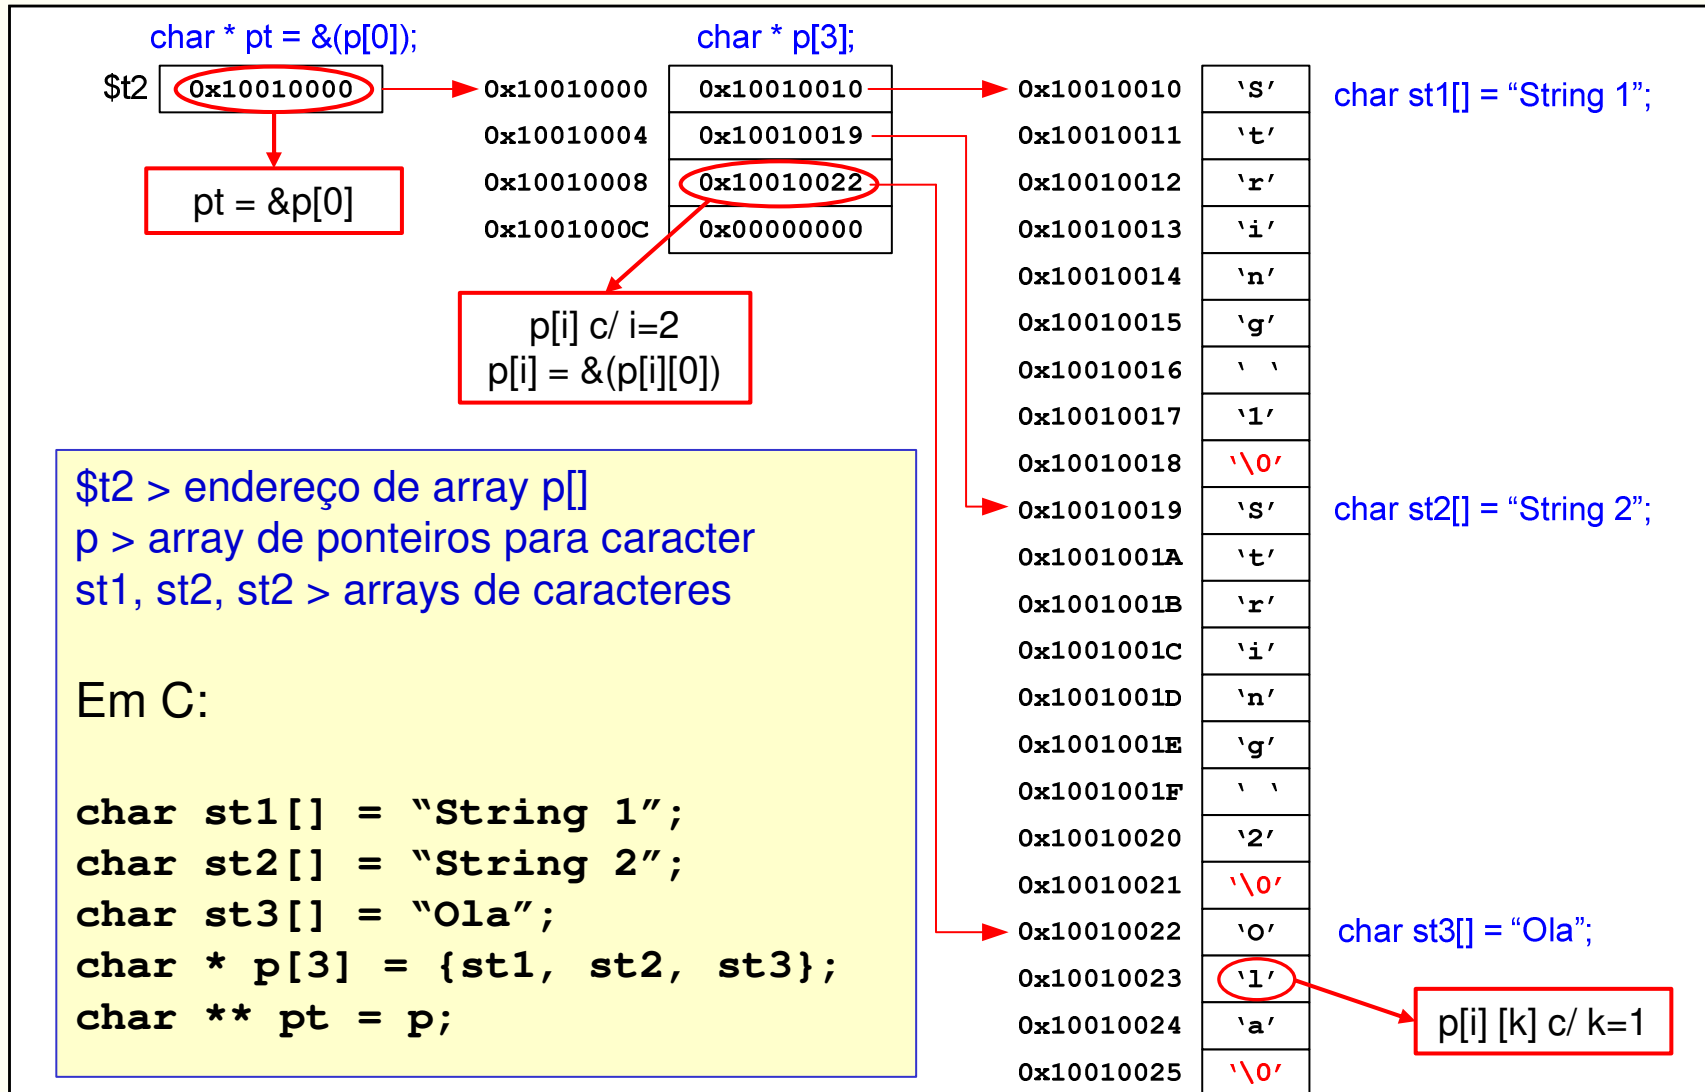 char * pt = &(p[0]);
char * p[3];
$t2
0x10010000
0x10010000
0x10010010
0x10010004
0x10010019
0x10010008
0x10010022
0x1001000C
0x00000000
pt = &p[0]
p[i] c/ i=2
p[i] = &(p[i][0])
0x10010010 ‘S’
char st1[] = “String 1”;
0x10010011 ‘t’
0x10010012 ‘r’
0x10010013 ‘i’
0x10010014 ‘n’
0x10010015 ‘g’
0x10010016 ‘ ‘
0x10010017 ‘1’
0x10010018 ‘\0’
0x10010019 ‘S’
char st2[] = “String 2”;
0x1001001A ‘t’
0x1001001B ‘r’
0x1001001C ‘i’
0x1001001D ‘n’
0x1001001E ‘g’
0x1001001F ‘ ‘
0x10010020 ‘2’
0x10010021 ‘\0’
0x10010022 ‘O’
char st3[] = “Ola”;
0x10010023 ‘l’
p[i] [k] c/ k=1
0x10010024 ‘a’
0x10010025 ‘\0’
$t2 > endereço de array p[]
p > array de ponteiros para caracter
st1, st2, st2 > arrays de caracteres
Em C:
char st1[] = “String 1”;
char st2[] = “String 2”;
char st3[] = “Ola”;
char * p[3] = {st1, st2, st3};
char ** pt = p;